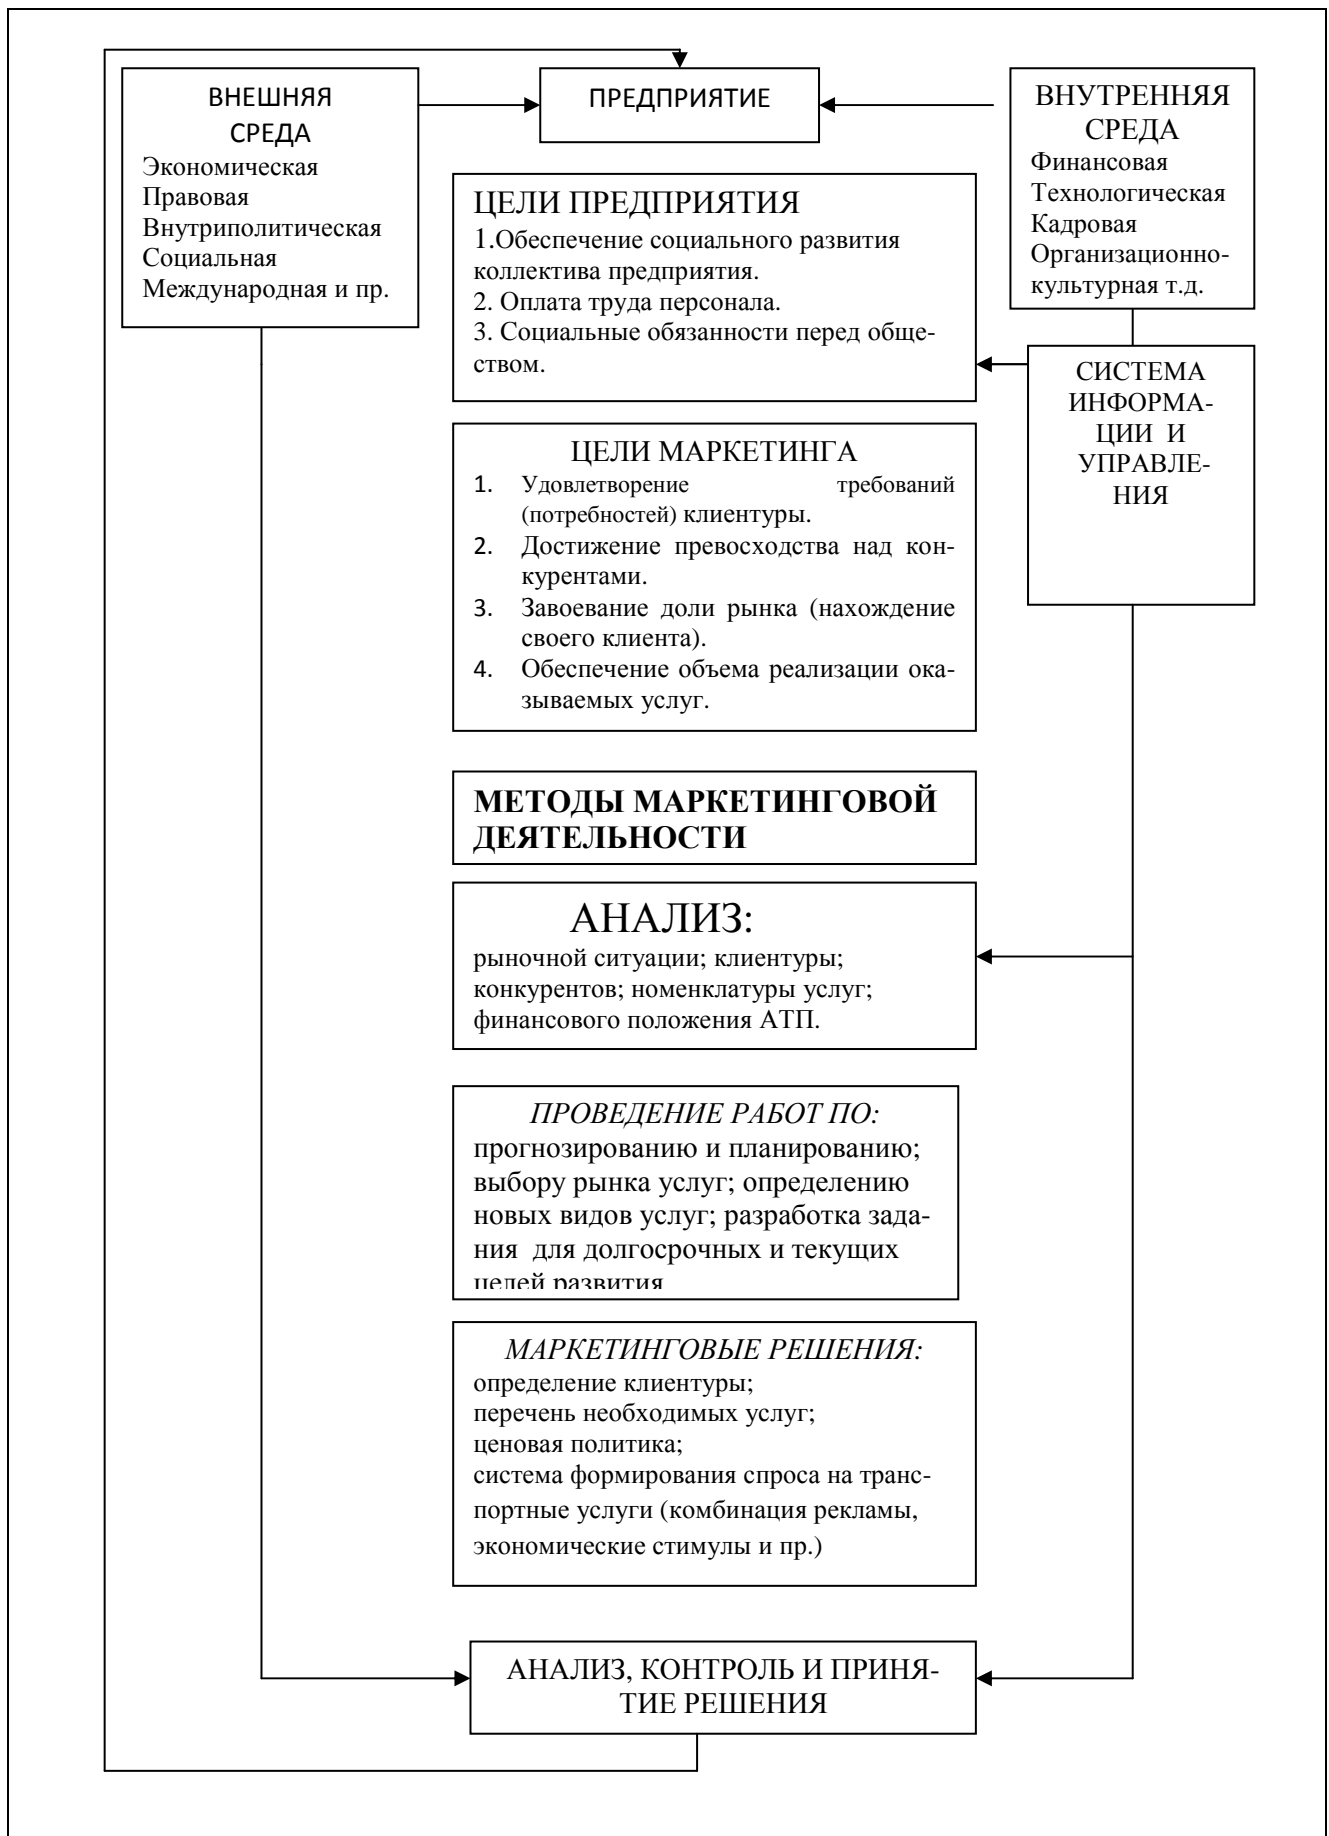 ВНЕШНЯЯ
СРЕДА
Экономическая
Правовая
Внутриполитическая
Социальная
Международная и пр.
ПРЕДПРИЯТИЕ
ВНУТРЕННЯЯ
СРЕДА
Финансовая
Технологическая
Кадровая
Организационно-
культурная т.д.
ЦЕЛИ ПРЕДПРИЯТИЯ
1.Обеспечение социального развития
коллектива предприятия.
2. Оплата труда персонала.
3. Социальные обязанности перед обще-
ством.
СИСТЕМА
ИНФОРМА-
ЦИИ И
УПРАВЛЕ-
НИЯ
ЦЕЛИ МАРКЕТИНГА
1. Удовлетворение требований
(потребностей) клиентуры.
2. Достижение превосходства над кон-
курентами.
3. Завоевание доли рынка (нахождение
своего клиента).
4. Обеспечение объема реализации ока-
зываемых услуг.
МЕТОДЫ МАРКЕТИНГОВОЙ
ДЕЯТЕЛЬНОСТИ
АНАЛИЗ:
рыночной ситуации; клиентуры;
конкурентов; номенклатуры услуг;
финансового положения АТП.
ПРОВЕДЕНИЕ РАБОТ ПО:
прогнозированию и планированию;
выбору рынка услуг; определению
новых видов услуг; разработка зада-
ния для долгосрочных и текущих
целей развития
МАРКЕТИНГОВЫЕ РЕШЕНИЯ:
определение клиентуры;
перечень необходимых услуг;
ценовая политика;
система формирования спроса на транс-
портные услуги (комбинация рекламы,
экономические стимулы и пр.)
АНАЛИЗ, КОНТРОЛЬ И ПРИНЯ-
ТИЕ РЕШЕНИЯ